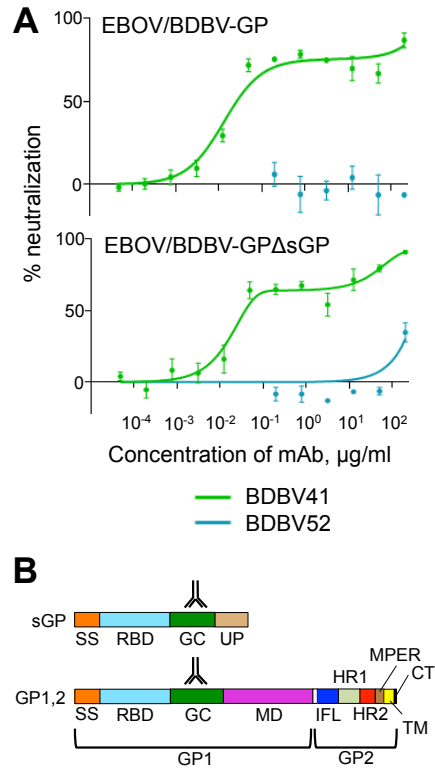 A
EBOV/BDBV-GP
100
50
0
EBOV/BDBV-GPΔsGP
100
50
0
% neutralization
10⁻⁴ 10⁻³ 10⁻² 10⁻¹ 10⁰ 10¹ 10²
Concentration of mAb, µg/ml
BDBV41
BDBV52
B
sGP
SS RBD GC UP
MPER
HR1 CT
GP1,2
SS RBD GC MD IFL HR2 TM
GP1 GP2